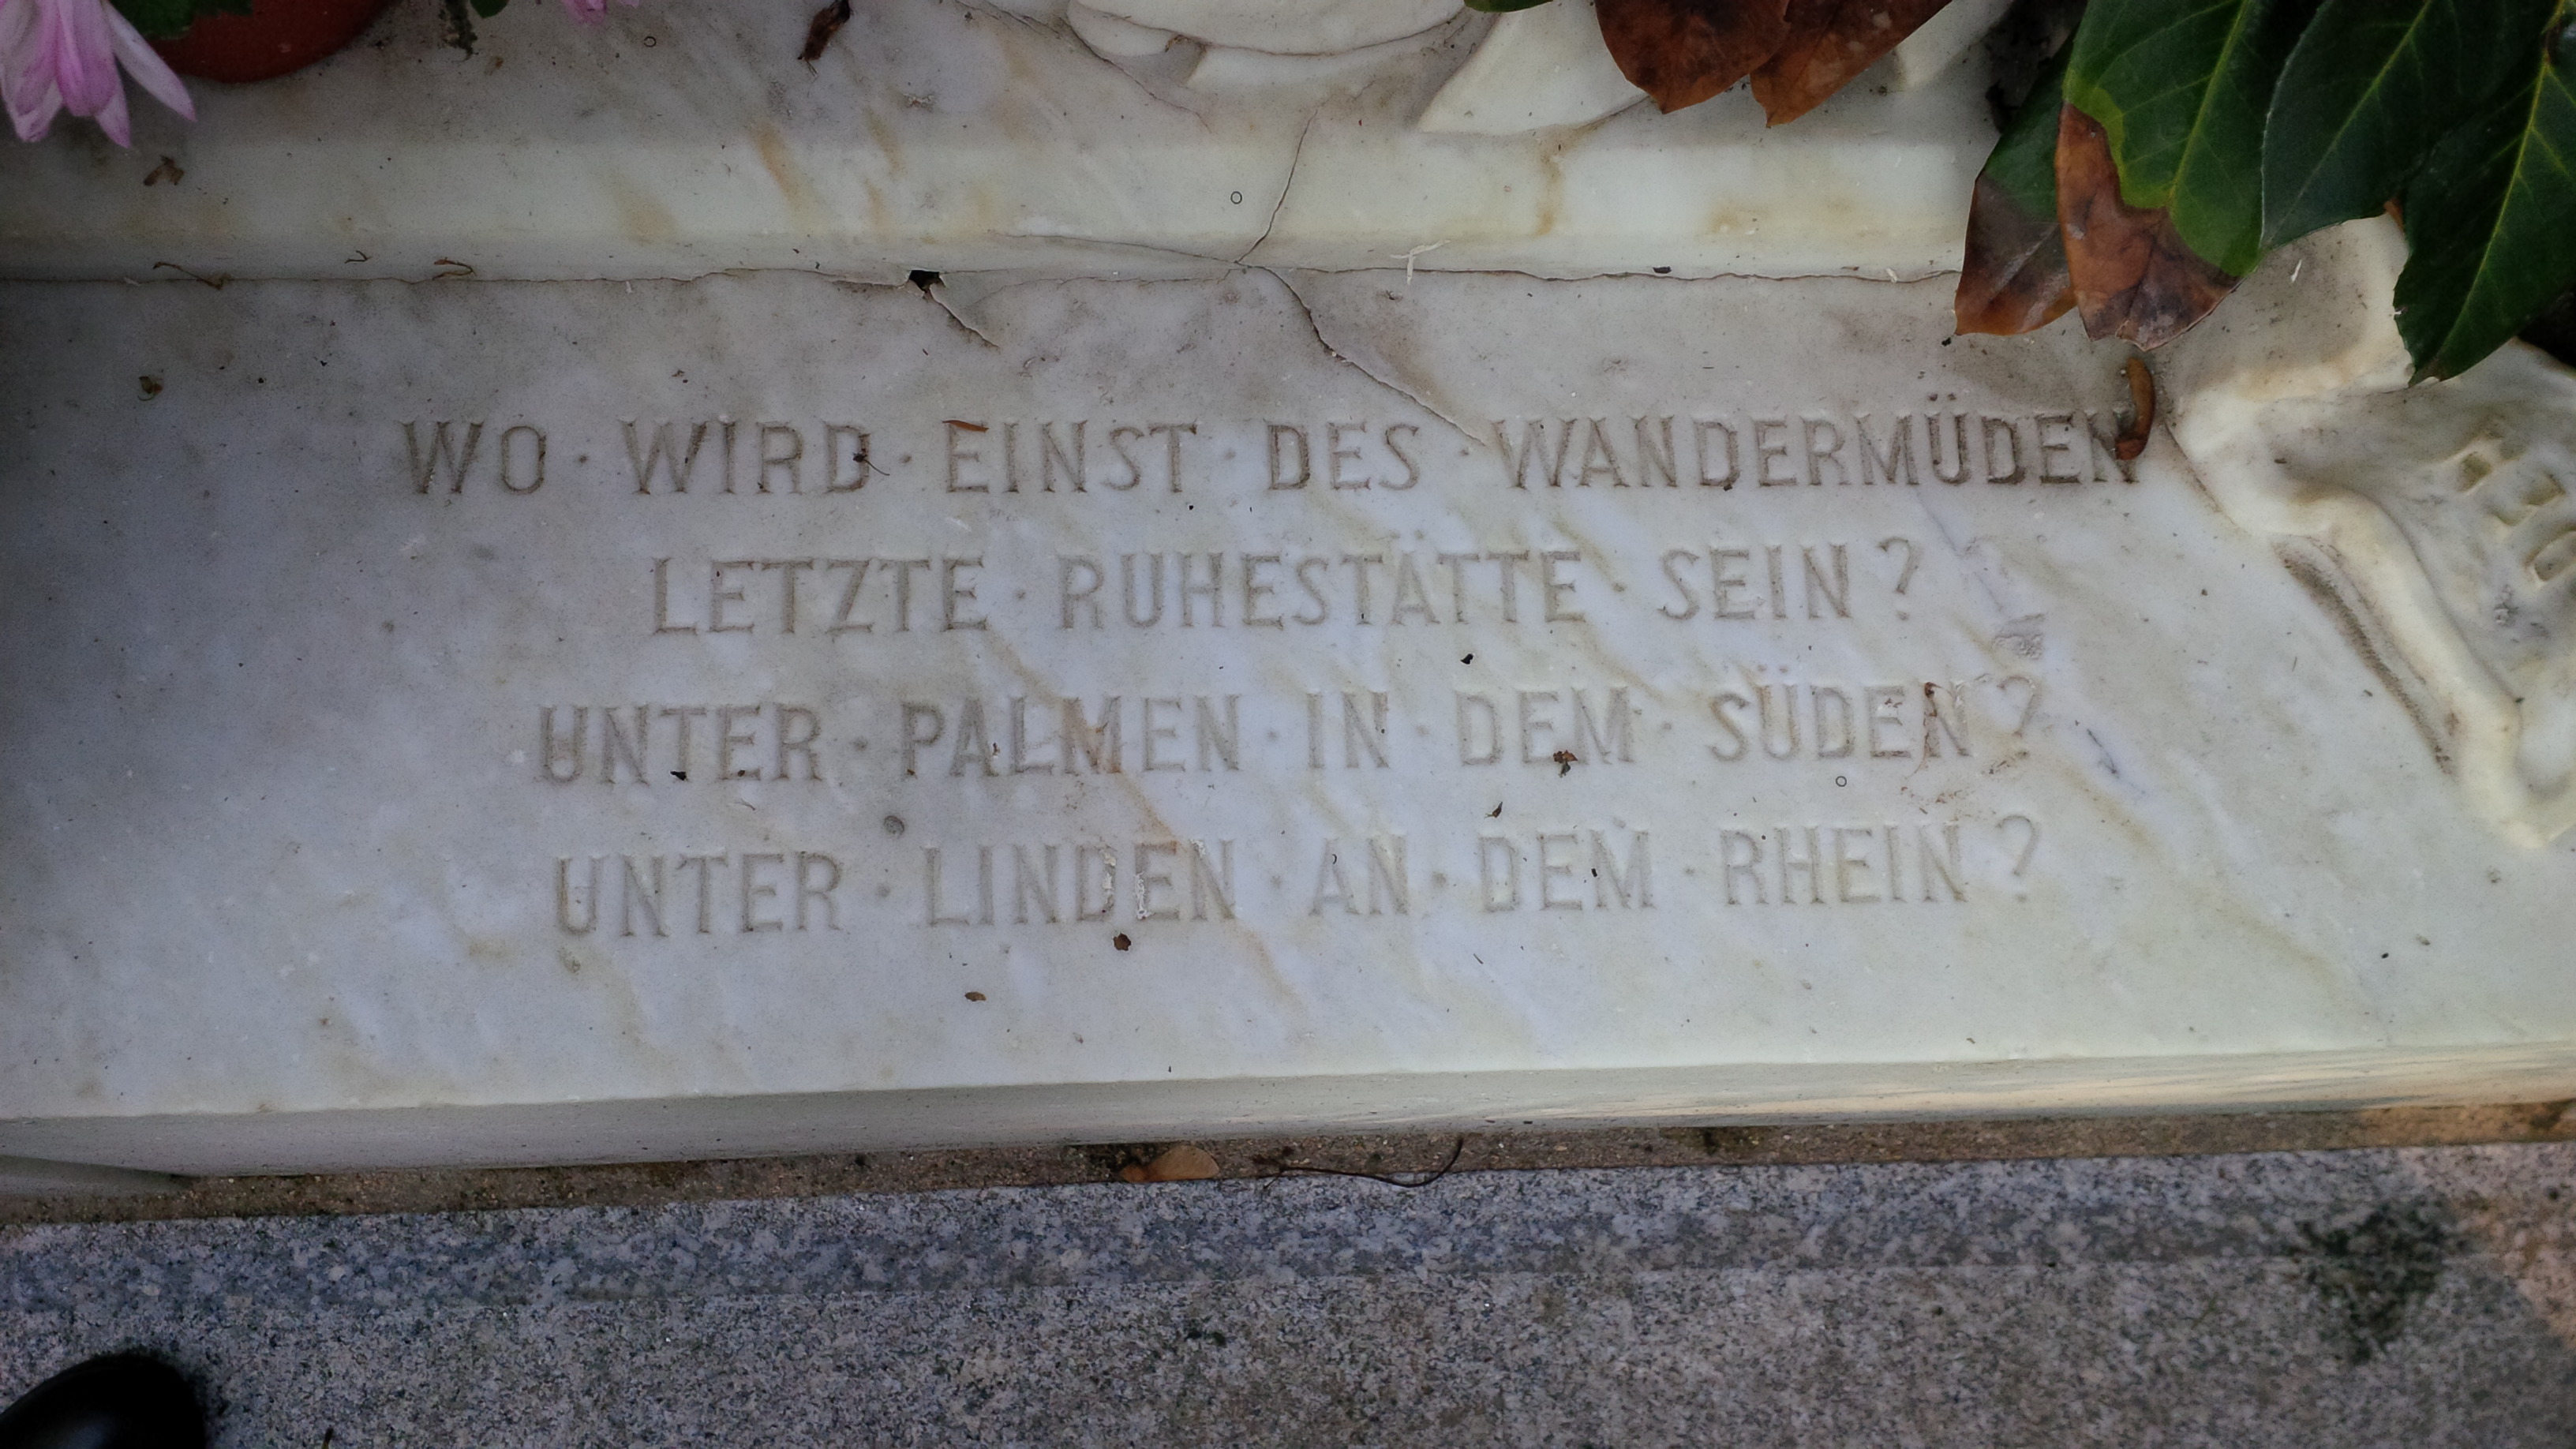 WO · WIRD · EINST · DES · WANDERMÜDEN
LETZTE · RUHESTÄTTE · SEIN?
UNTER · PALMEN · IN · DEM · SÜDEN?
UNTER · LINDEN · AN · DEM · RHEIN?